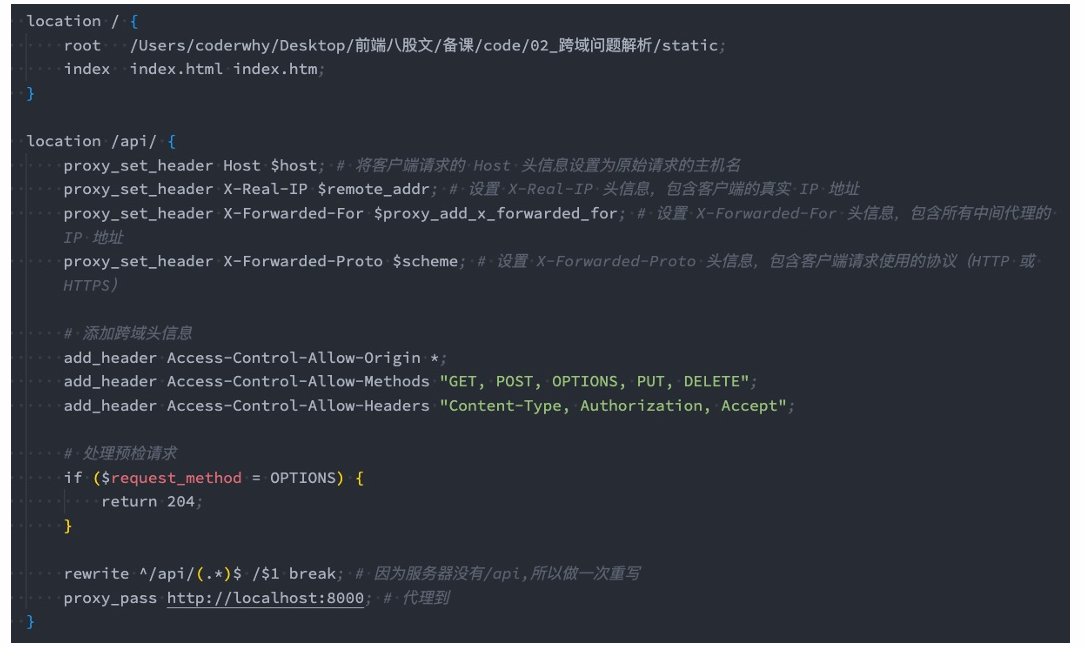 location / {
root /Users/coderwhy/Desktop/前端八股文/备课/code/02_跨域问题解析/static;
index index.html index.htm;
}
location /api/ {
proxy_set_header Host $host; # 将客户端请求的 Host 头信息设置为原始请求的主机名
proxy_set_header X-Real-IP $remote_addr; # 设置 X-Real-IP 头信息，包含客户端的真实 IP 地址
proxy_set_header X-Forwarded-For $proxy_add_x_forwarded_for; # 设置 X-Forwarded-For 头信息，包含所有中间代理的
IP 地址
proxy_set_header X-Forwarded-Proto $scheme; # 设置 X-Forwarded-Proto 头信息，包含客户端请求使用的协议（HTTP 或
HTTPS）
# 添加跨域头信息
add_header Access-Control-Allow-Origin *;
add_header Access-Control-Allow-Methods "GET, POST, OPTIONS, PUT, DELETE";
add_header Access-Control-Allow-Headers "Content-Type, Authorization, Accept";
# 处理预检请求
if ($request_method = OPTIONS) {
return 204;
}
rewrite ^/api/(.*)$ /$1 break; # 因为服务器没有/api,所以做一次重写
proxy_pass http://localhost:8000; # 代理到
}